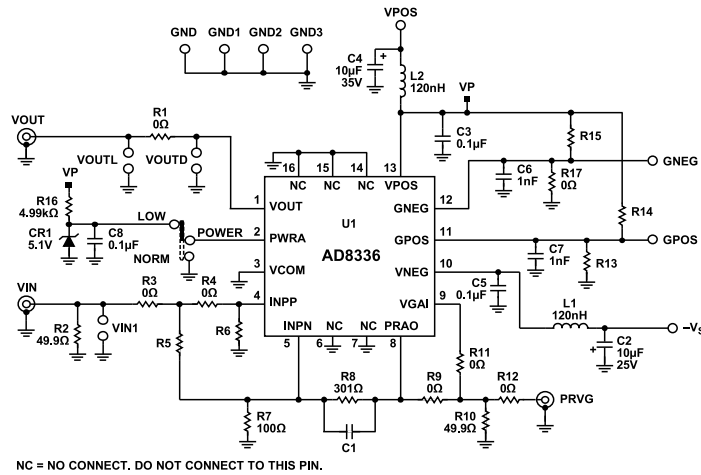 VPOS
GND GND1 GND2 GND3
C4
10µF
35V
+
L2
120nH
VP
VOUT
R1
0Ω
C3
0.1µF
R15
VOUTL
VOUTD
16 15 14 13
NC NC NC VPOS
C6
1nF
R17
0Ω
GNEG
VP
R16
4.99kΩ
CR1
5.1V
C8
0.1µF
LOW
POWER
NORM
1 VOUT
2 PWRA
3 VCOM
4 INPP
U1
AD8336
GNEG 12
GPOS 11
VNEG 10
VGAI 9
R14
GPOS
C7
1nF
R13
C5
0.1µF
L1
120nH
–VS
C2
10µF
25V
+
VIN
R3
0Ω
R4
0Ω
R2
49.9Ω
VIN1
R5
R6
INPN NC NC PRAO
5 6 7 8
R11
0Ω
R8
301Ω
R9
0Ω
R12
0Ω
PRVG
R7
100Ω
C1
R10
49.9Ω
NC = NO CONNECT. DO NOT CONNECT TO THIS PIN.